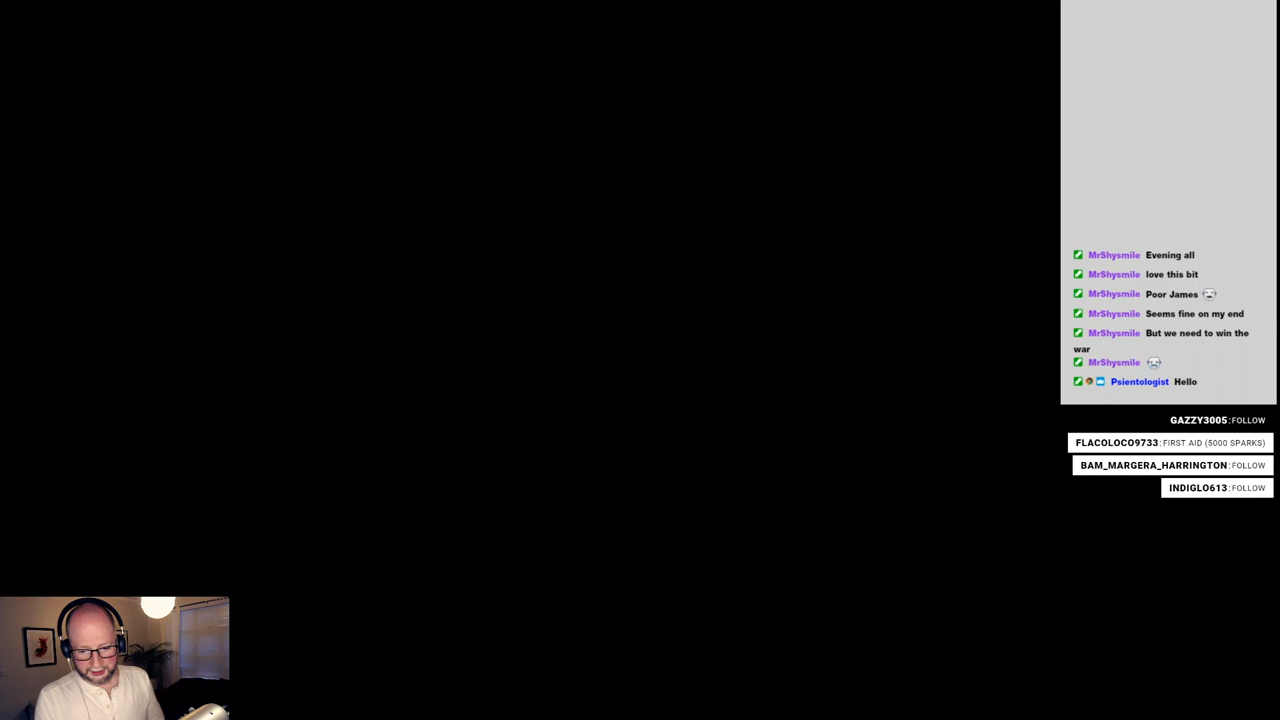 MrShysmile Evening all
MrShysmile love this bit
MrShysmile Poor James
MrShysmile Seems fine on my end
MrShysmile But we need to win the
war
MrShysmile
Psientologist Hello
GAZZY3005:FOLLOW
FLACOLOCO9733:FIRST AID (5000 SPARKS)
BAM_MARGERA_HARRINGTON:FOLLOW
INDIGLO613:FOLLOW